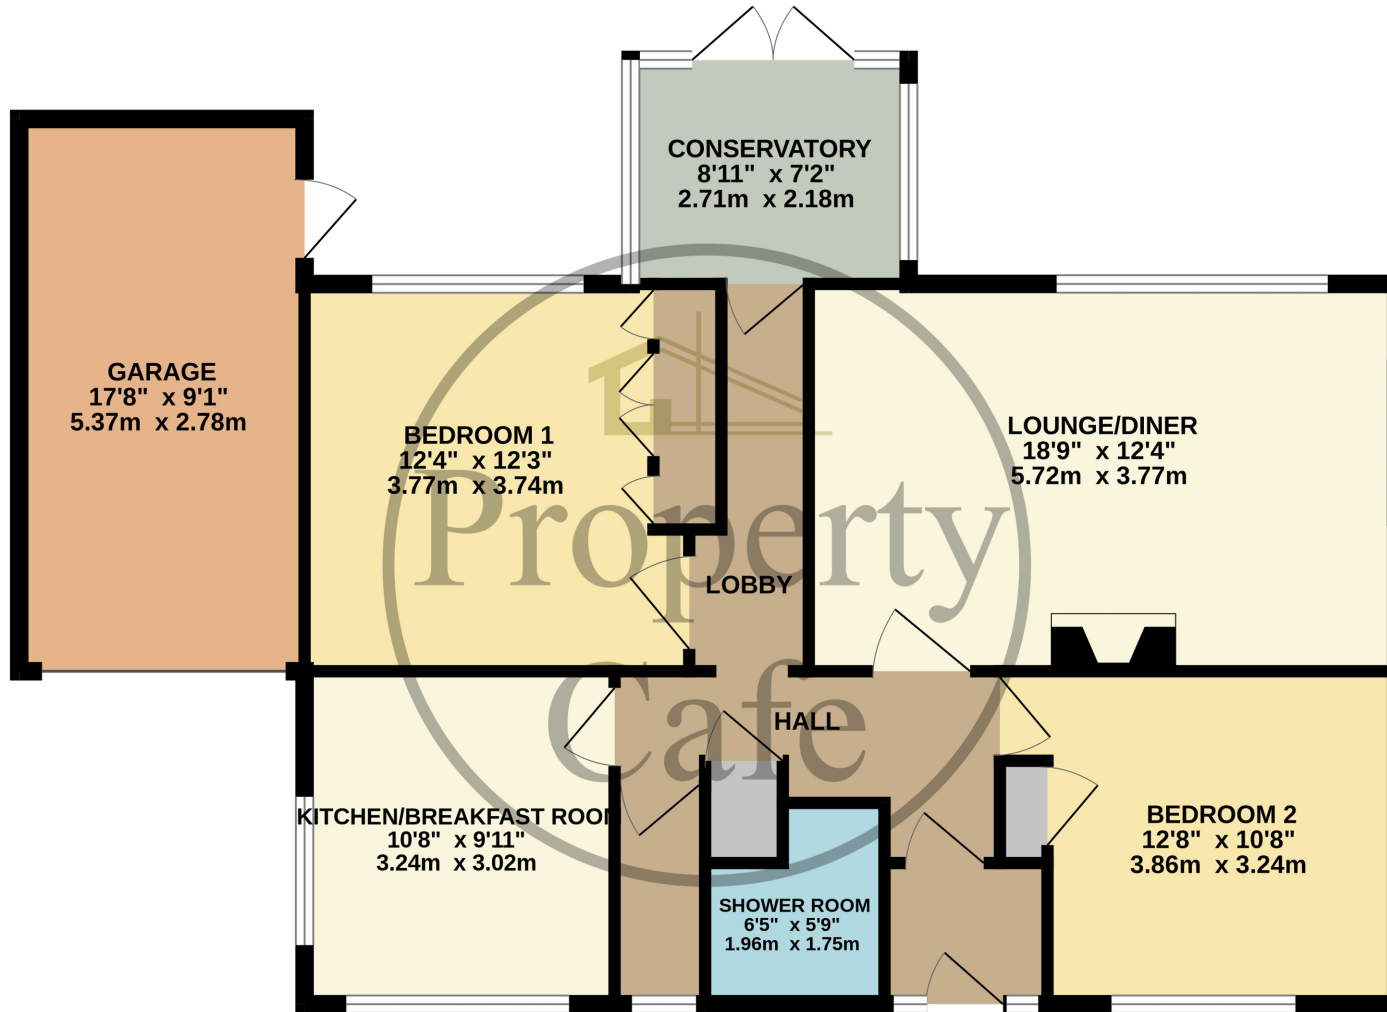 CONSERVATORY
8'11" x 7'2"
2.71m x 2.18m
GARAGE
17'8" x 9'1"
5.37m x 2.78m
BEDROOM 1
12'4" x 12'3"
3.77m x 3.74m
LOUNGE/DINER
18'9" x 12'4"
5.72m x 3.77m
LOBBY
HALL
KITCHEN/BREAKFAST ROOM
10'8" x 9'11"
3.24m x 3.02m
SHOWER ROOM
6'5" x 5'9"
1.96m x 1.75m
BEDROOM 2
12'8" x 10'8"
3.86m x 3.24m
Property
Cafe